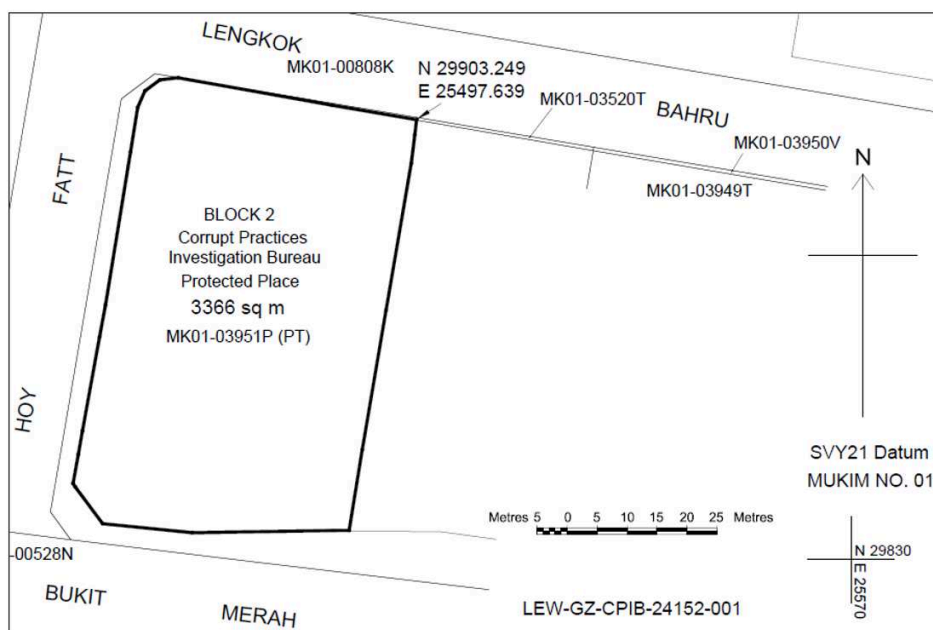 LENGKOK
BAHRU
MK01-00808K
N 29903.249
E 25497.639
MK01-03520T
MK01-03950V
MK01-03949T
N
FATT
HOY
BLOCK 2
Corrupt Practices
Investigation Bureau
Protected Place
3366 sq m
MK01-03951P (PT)
SVY21 Datum
MUKIM NO. 01
Metres 5 0 5 10 15 20 25 Metres
N 29830
E 25570
-00528N
BUKIT
MERAH
LEW-GZ-CPIB-24152-001